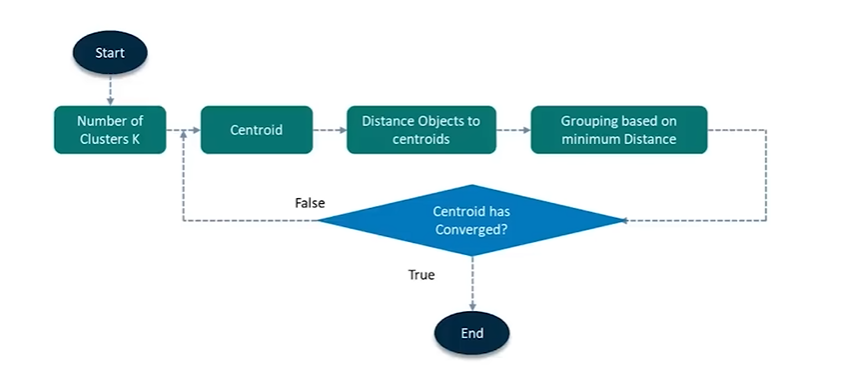 Start
Number of
Clusters K
Centroid
Distance Objects to
centroids
Grouping based on
minimum Distance
False
Centroid has
Converged?
True
End